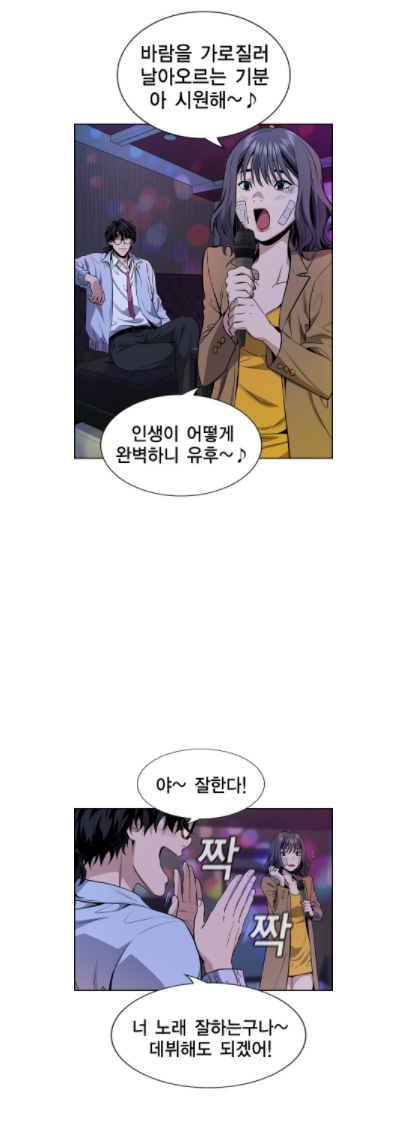 바람을 가로질러
날아오르는 기분
아 시원해~♪
인생이 어떻게
완벽하니 유후~♪
야~ 잘한다!
짝
짝
너 노래 잘하는구나~
데뷔해도 되겠어!